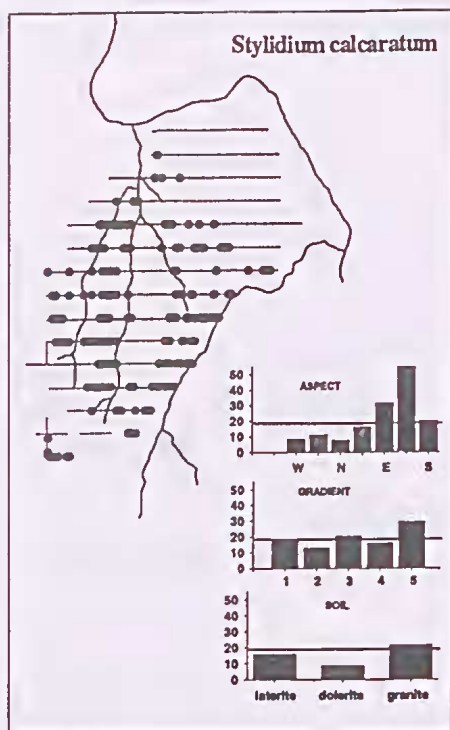 Stylidium calcaratum
50
40
30
20
10
0
ASPECT
W N E S
50
40
30
20
10
0
GRADIENT
1 2 3 4 5
50
40
30
20
10
0
SOIL
laterite dolerite granite